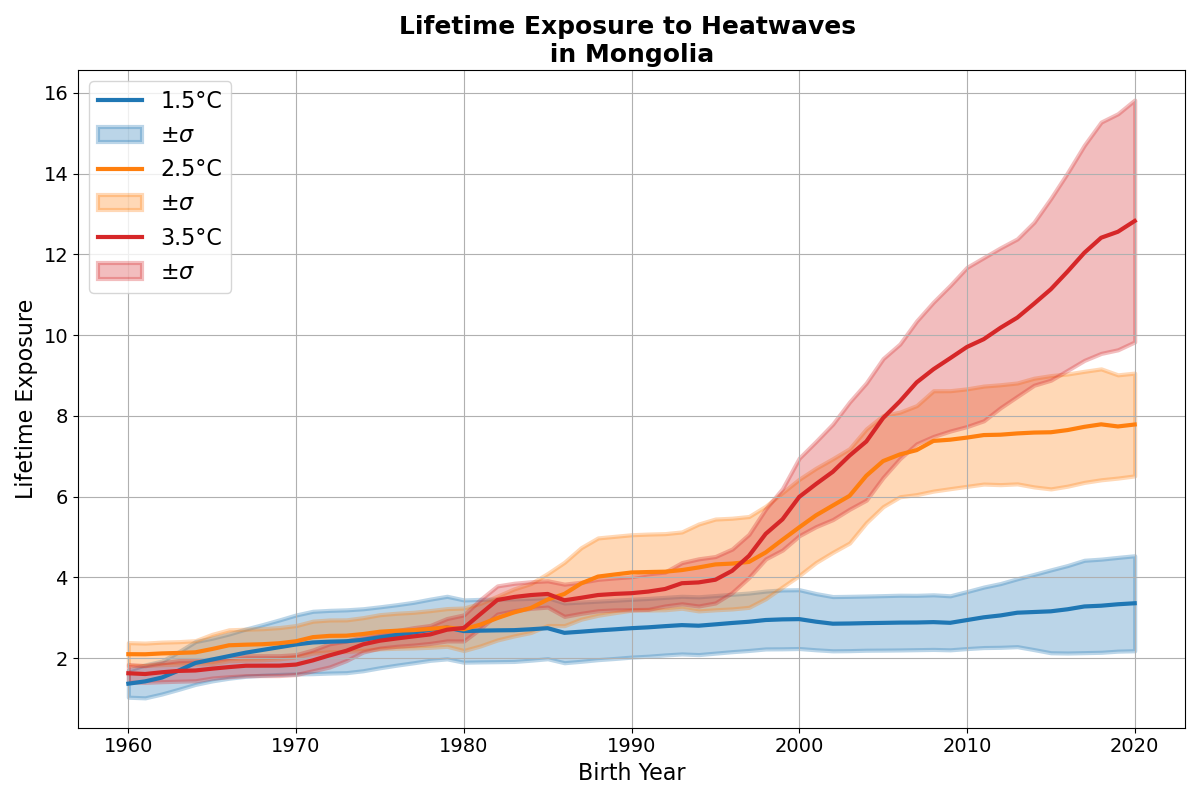 Lifetime Exposure to Heatwaves
in Mongolia
16
14
12
10
8
6
4
2
Lifetime Exposure
1.5°C
±σ
2.5°C
±σ
3.5°C
±σ
1960 1970 1980 1990 2000 2010 2020
Birth Year